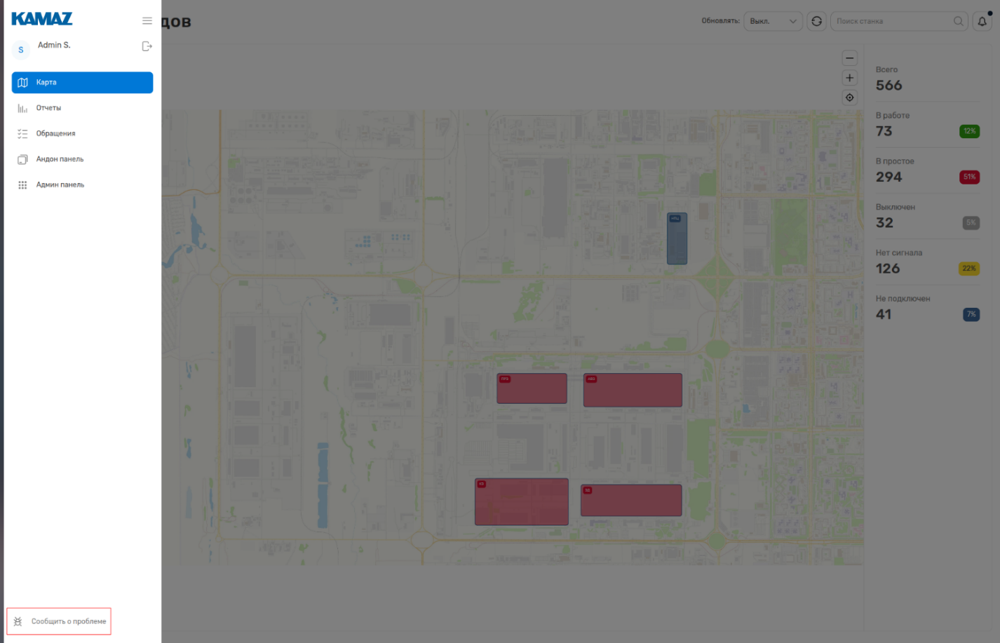 KAMAZ
S
Admin S.
Карта
Отчеты
Обращения
Андон панель
Админ панель
Сообщить о проблеме
дов
Обновлять:
Выкл.
Поиск станка
Всего
566
В работе
73
12%
В простое
294
51%
Выключен
32
5%
Нет сигнала
126
22%
Не подключен
41
7%